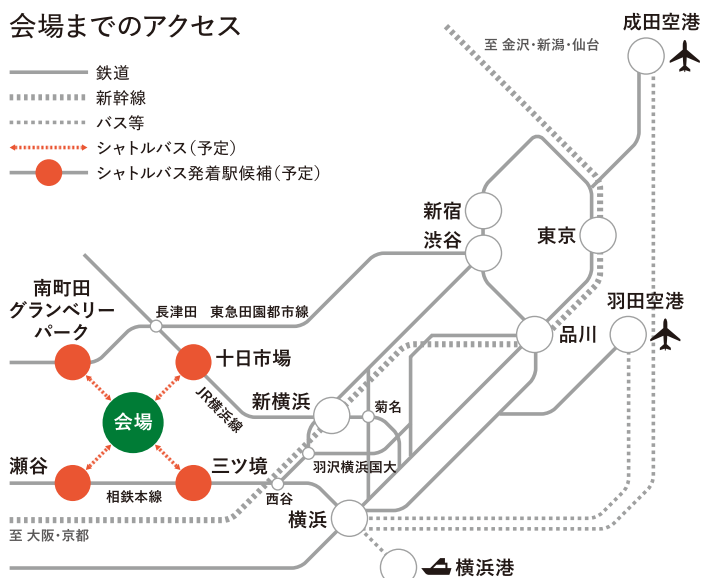 会場までのアクセス
鉄道
新幹線
バス等
シャトルバス(予定)
シャトルバス発着駅候補(予定)
至 金沢・新潟・仙台
成田空港
新宿
渋谷
東京
羽田空港
品川
南町田
グランベリー
パーク
長津田
東急田園都市線
十日市場
JR横浜線
新横浜
菊名
会場
羽沢横浜国大
瀬谷
三ツ境
相鉄本線
西谷
横浜
至 大阪・京都
横浜港